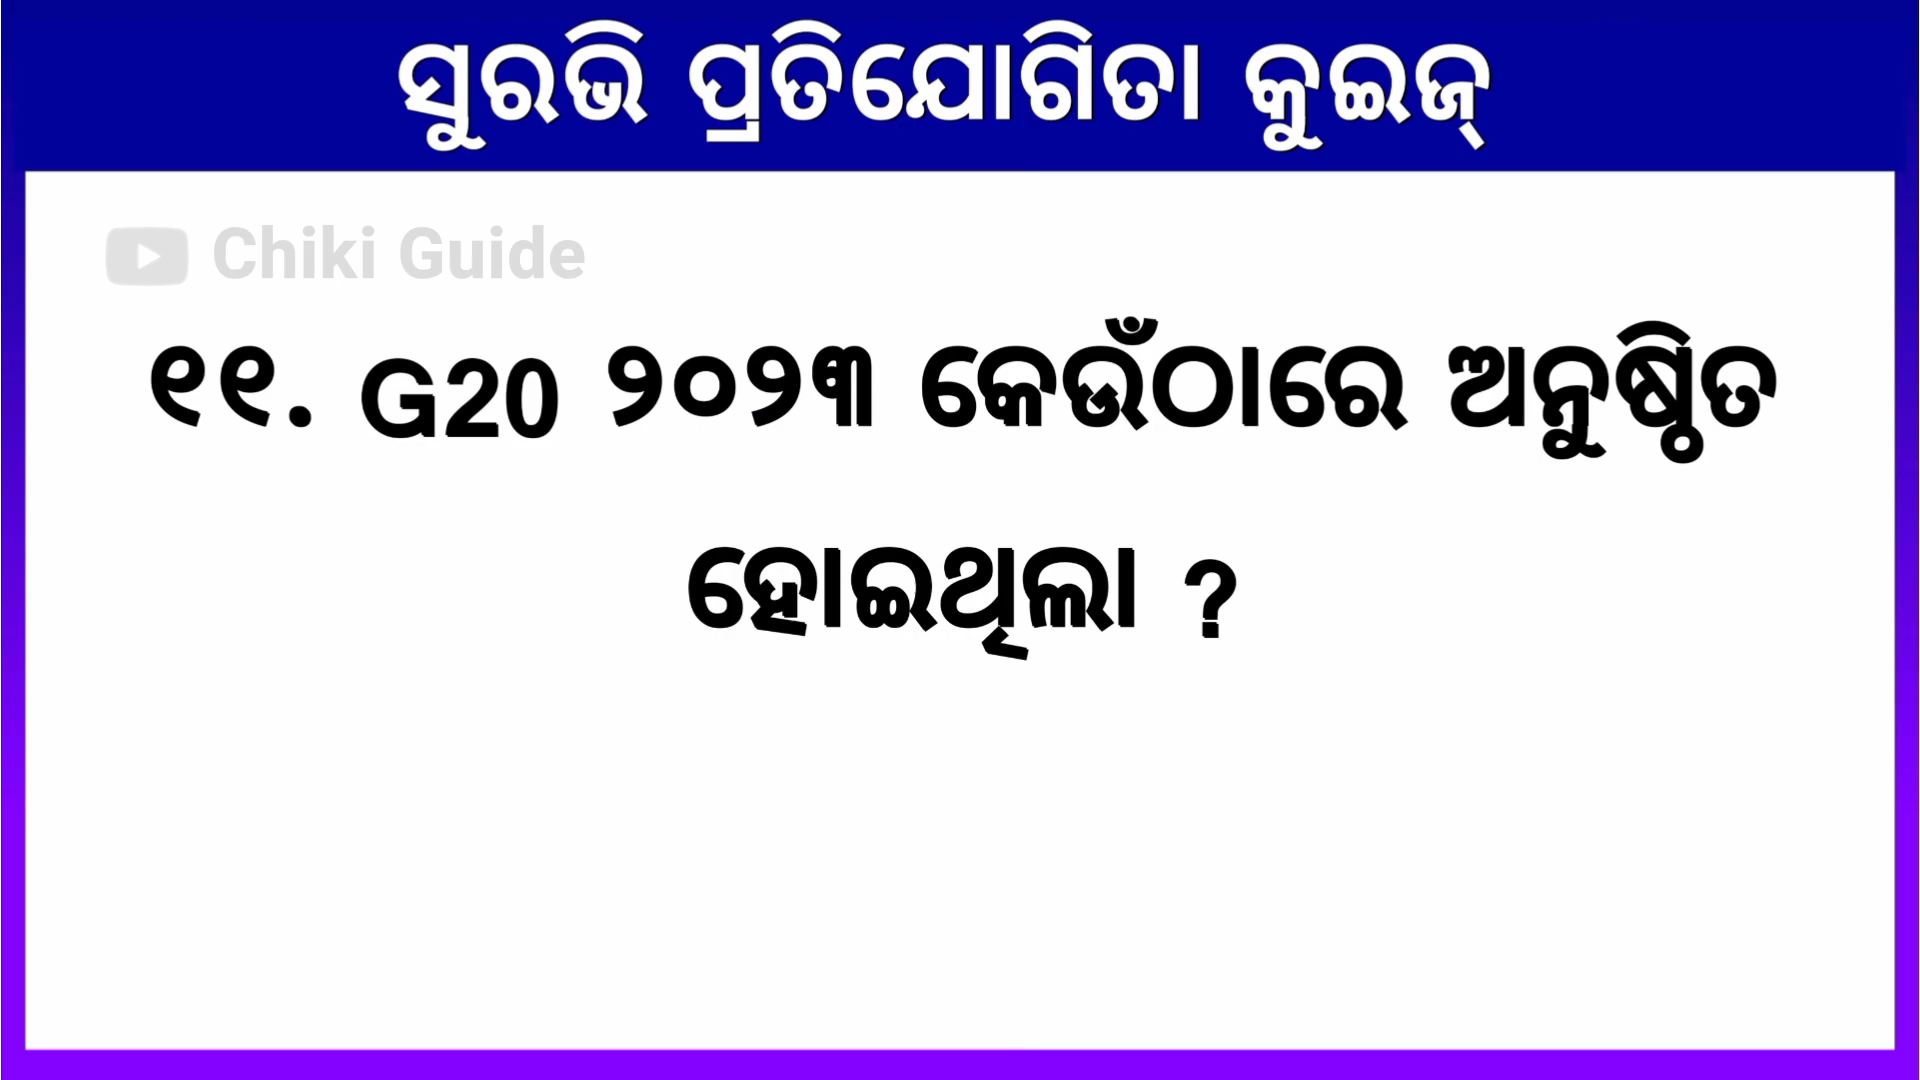 ସୁରଭି ପ୍ରତିଯୋଗିତା କୁଇଜ୍
Chiki Guide
୧୧. G20 ୨୦୨୩ କେଉଁଠାରେ ଅନୁଷ୍ଠିତ
ହୋଇଥିଲା ?